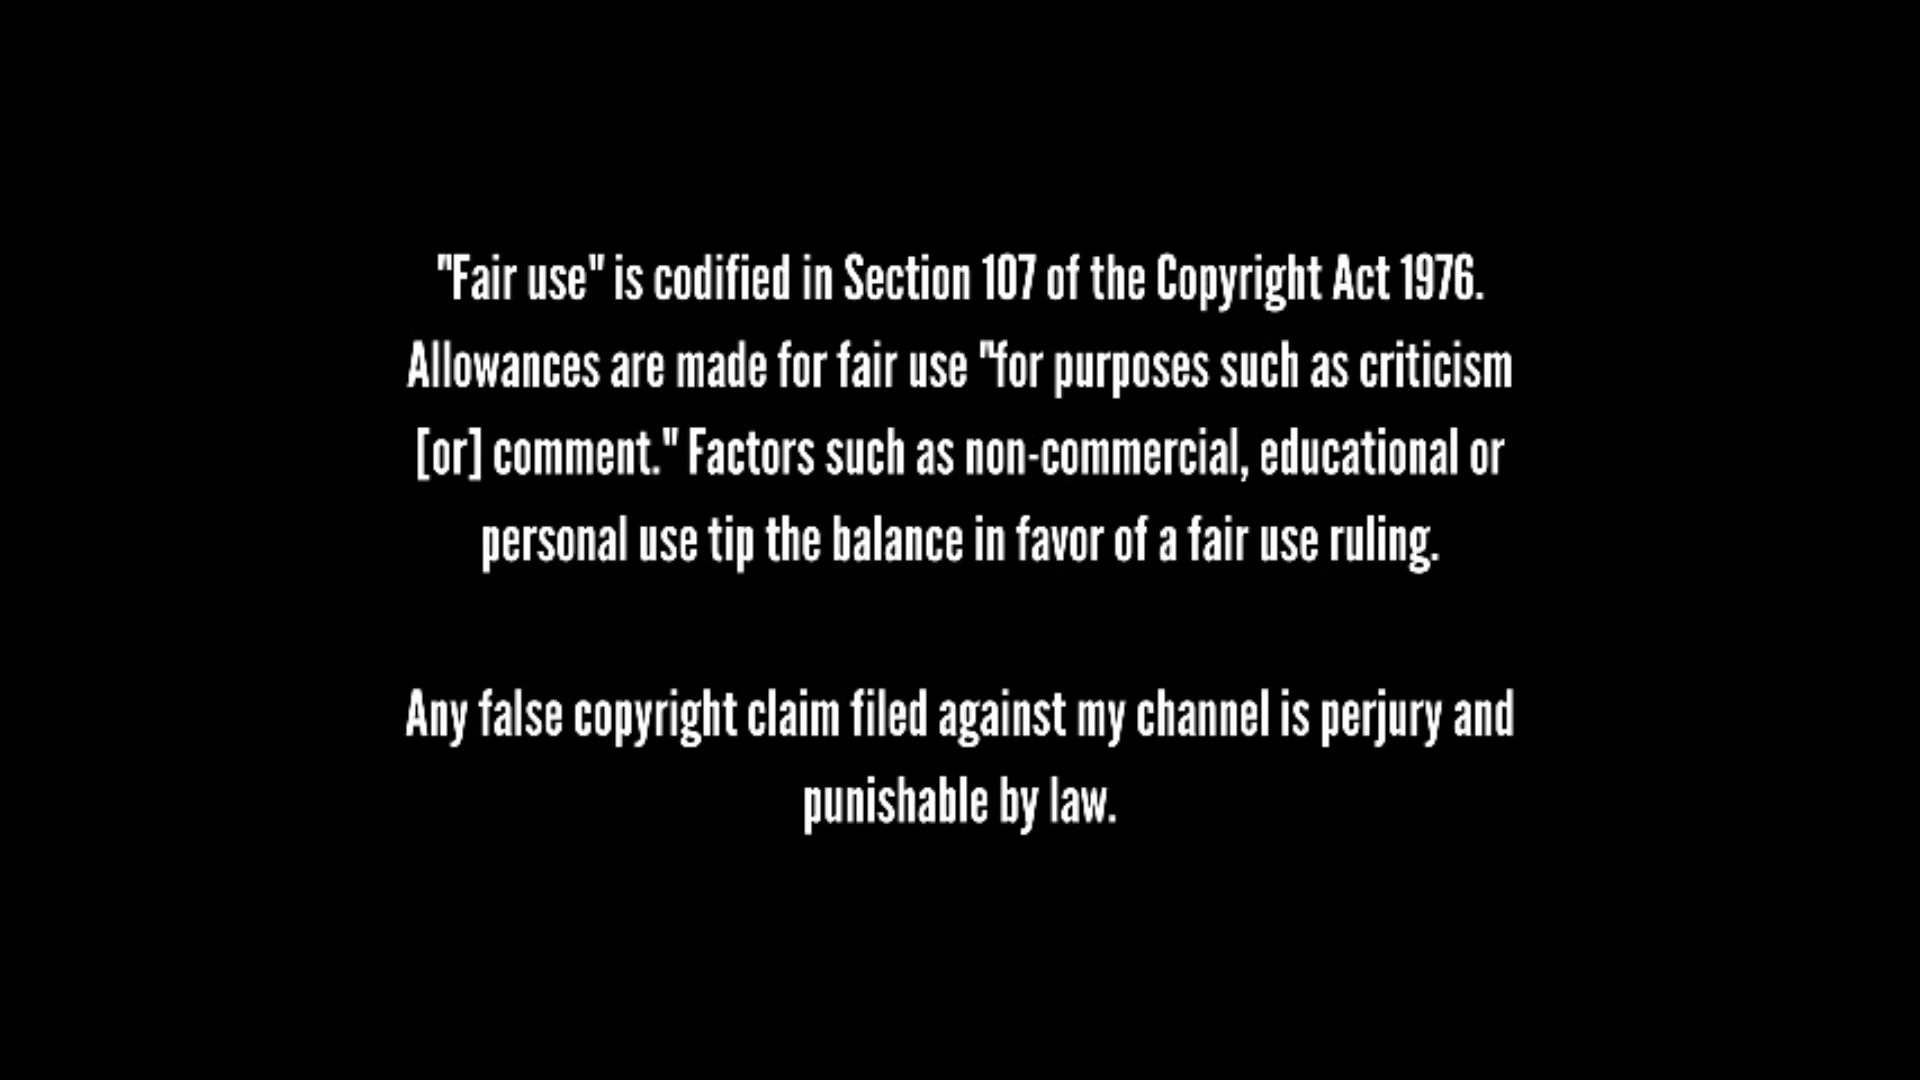 "Fair use" is codified in Section 107 of the Copyright Act 1976.
Allowances are made for fair use "for purposes such as criticism
[or] comment." Factors such as non-commercial, educational or
personal use tip the balance in favor of a fair use ruling.
Any false copyright claim filed against my channel is perjury and
punishable by law.